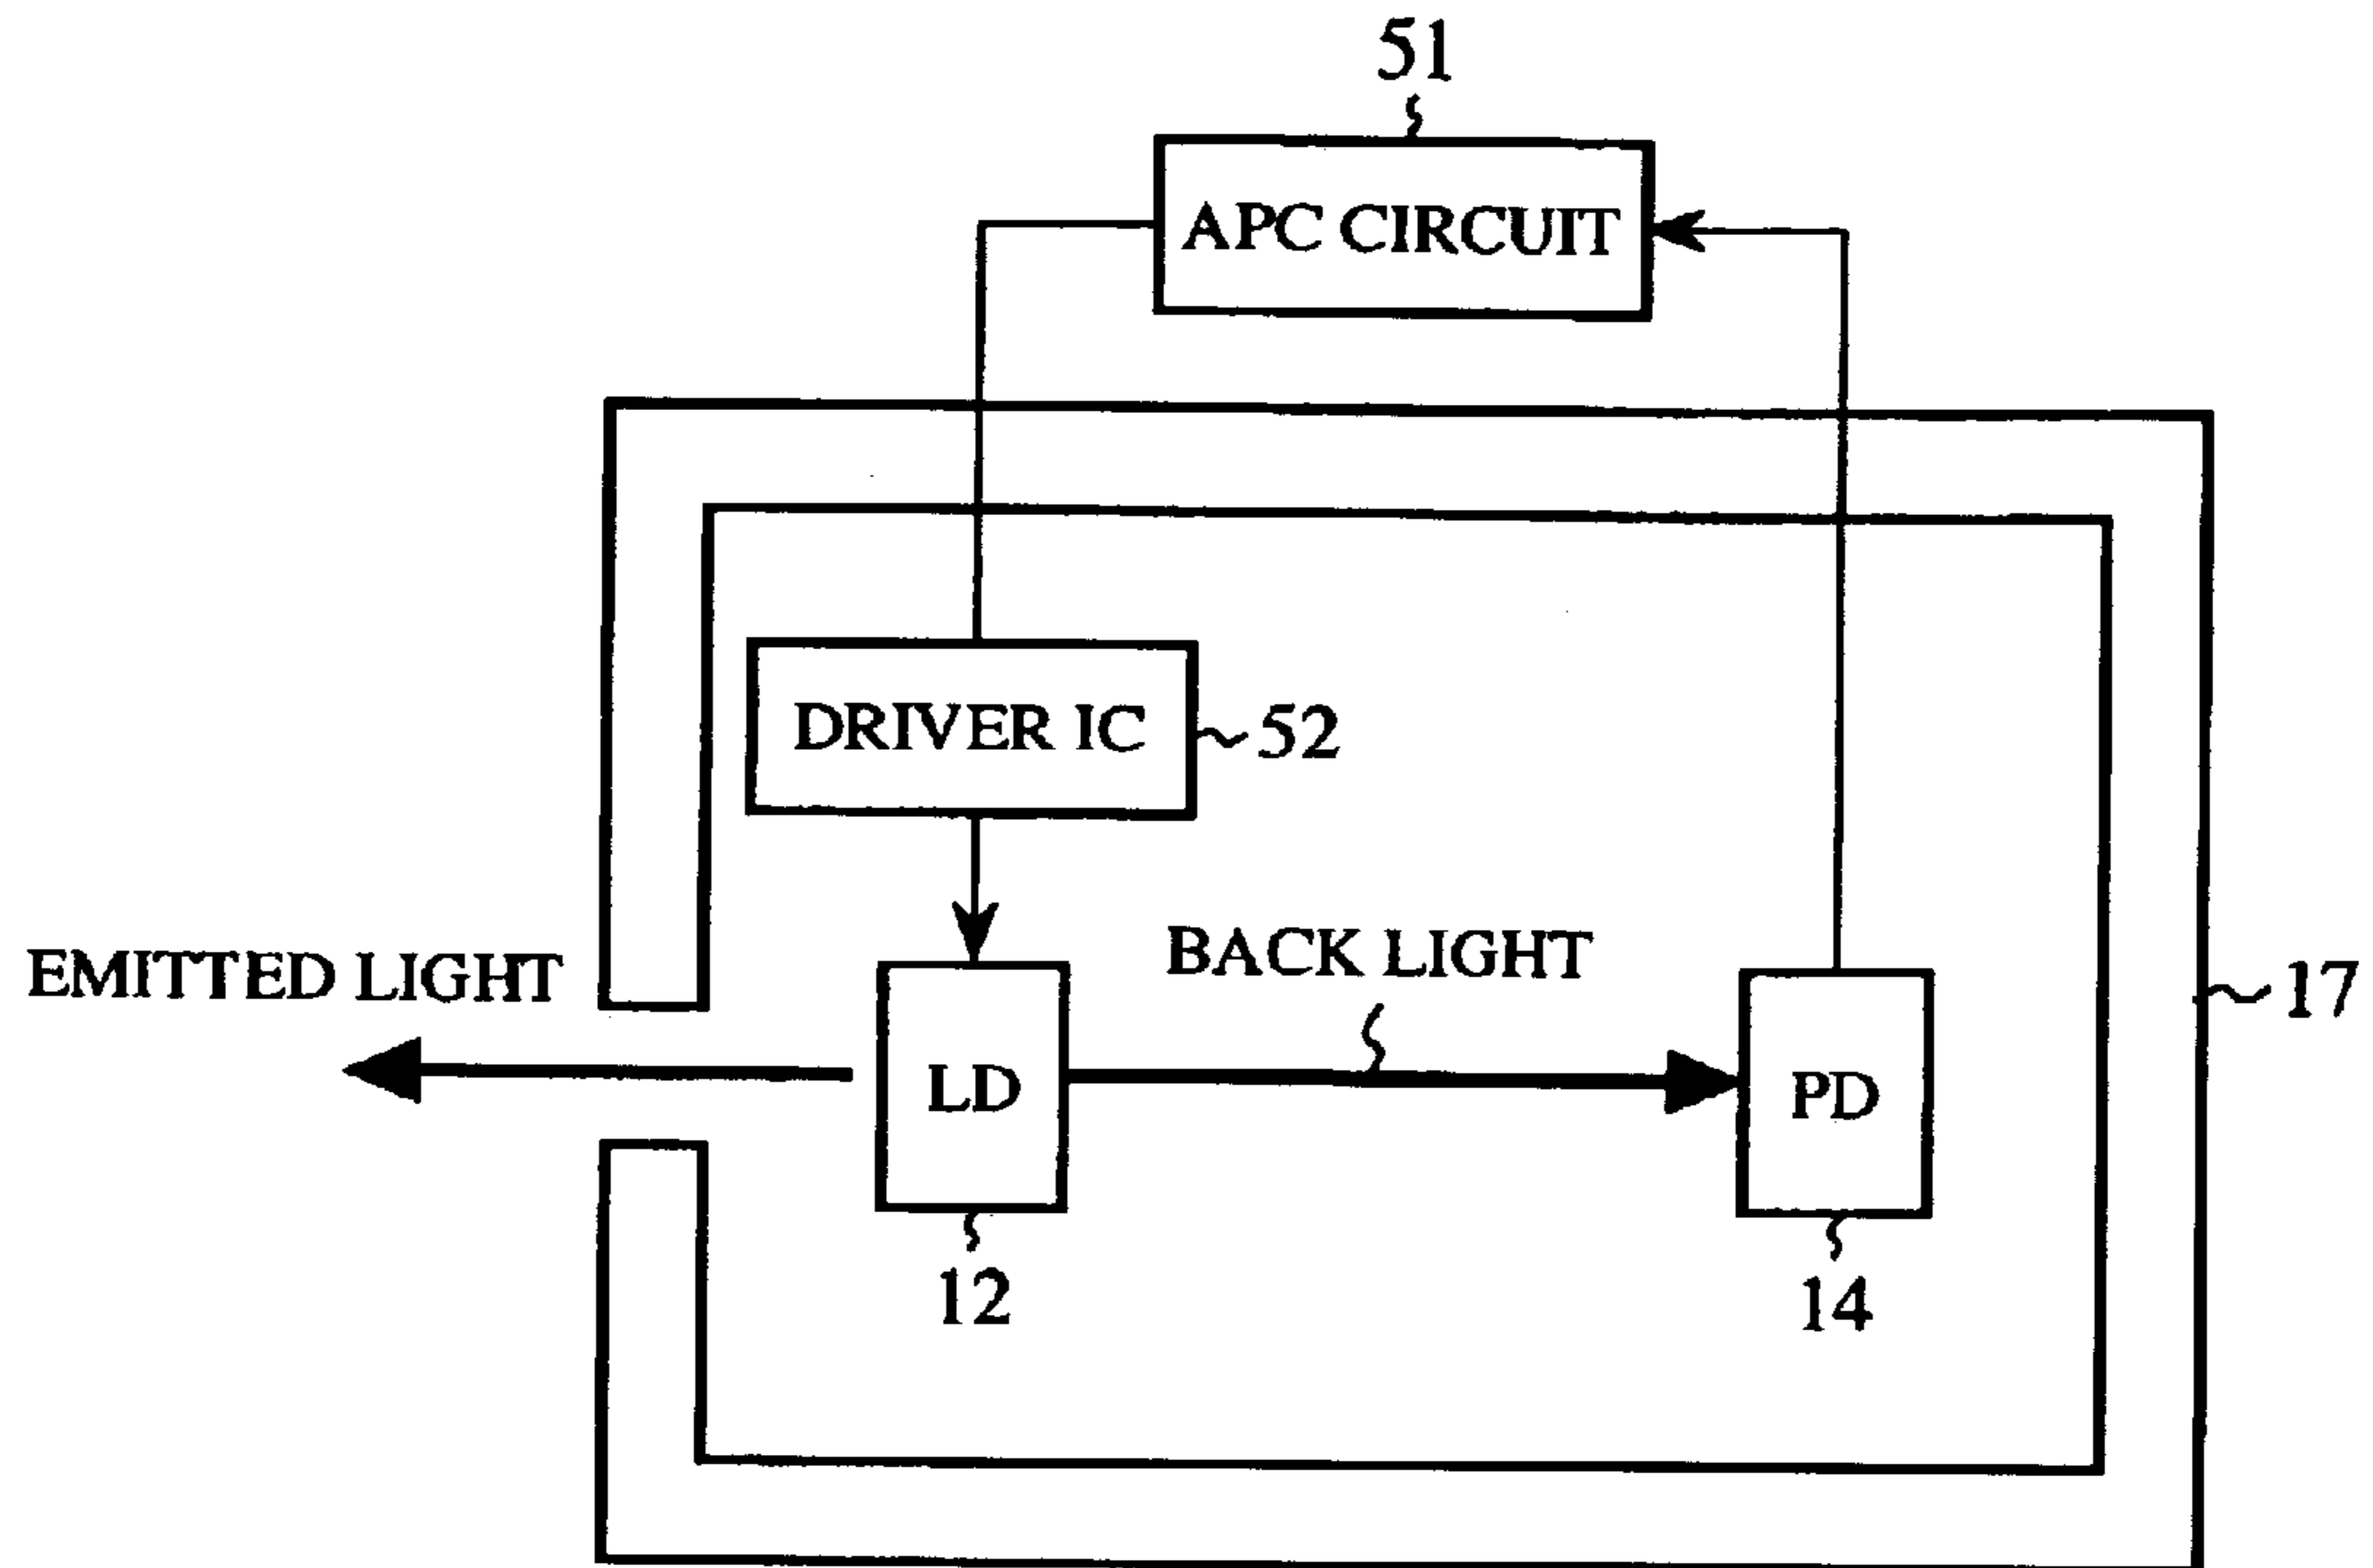 51
APC CIRCUIT
DRIVER IC
52
EMITTED LIGHT
BACK LIGHT
17
LD
PD
12
14